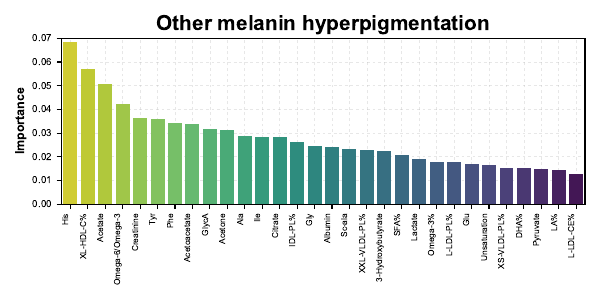 Other melanin hyperpigmentation
Importance
0.07
0.06
0.05
0.04
0.03
0.02
0.01
0.00
His
XL-HDL-C%
Acetate
Omega-6/Omega-3
Creatinine
Tyr
Phe
Acetoacetate
GlycA
Acetone
Ala
Ile
Citrate
IDL-PL%
Gly
Albumin
XXL-VLDL-PL%
3-Hydroxybutyrate
SFA%
Lactate
Omega-3%
L-LDL-PL%
Glu
Unsaturation
XS-VLDL-PL%
DHA%
Pyruvate
LA%
L-LDL-CE%